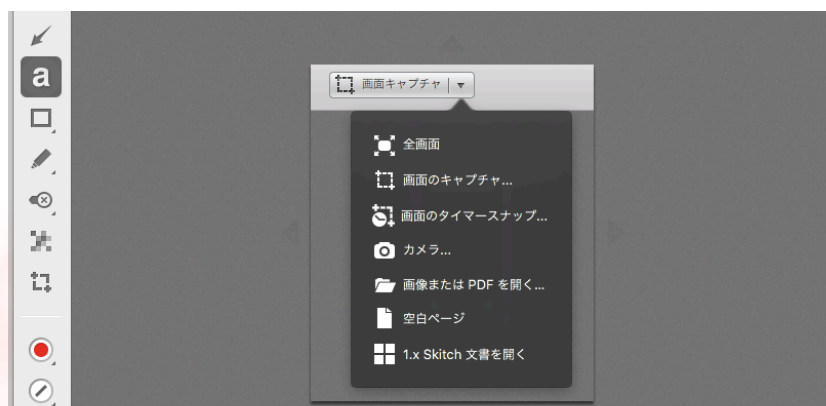 a
画面キャプチャ
全画面
画面のキャプチャ...
画面のタイマースナップ...
カメラ...
画像または PDF を開く...
空白ページ
1.x Skitch 文書を開く